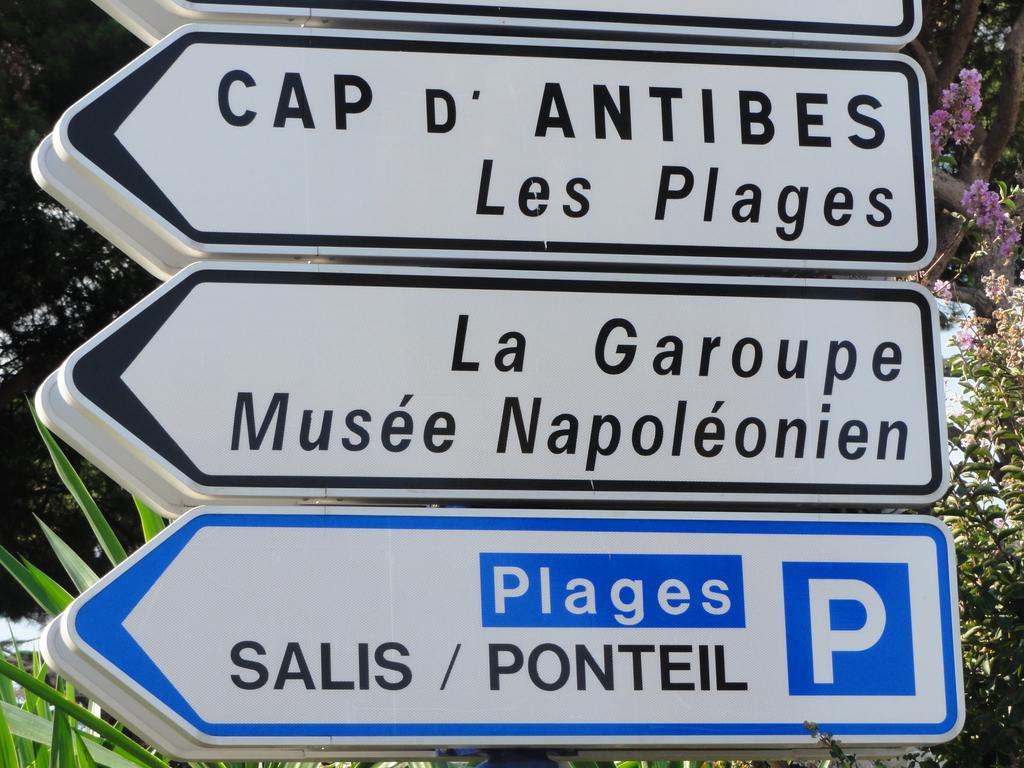 CAP D' ANTIBES
Les Plages
La Garoupe
Musée Napoléonien
Plages P
SALIS / PONTEIL